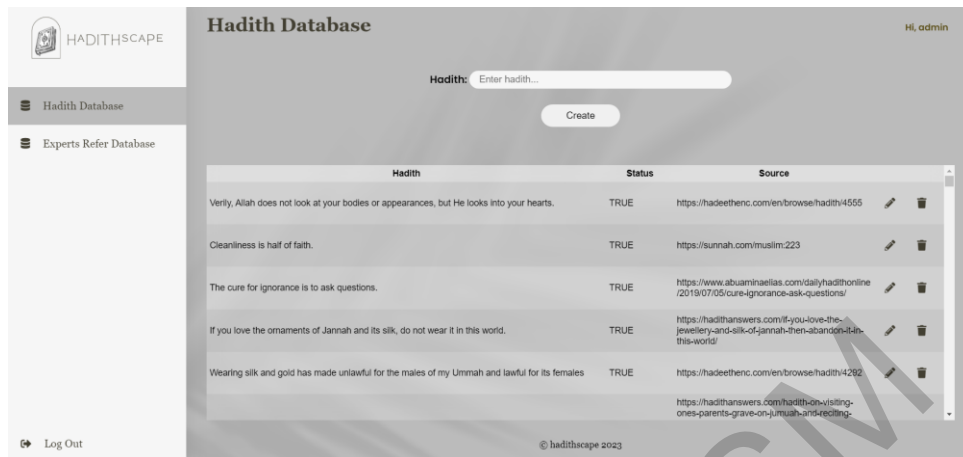 HADITHSCAPE
Hadith Database
Hi, admin
Hadith: Enter hadith...
Create
Hadith Database
Experts Refer Database
Hadith Status Source
Verily, Allah does not look at your bodies or appearances, but He looks into your hearts. TRUE https://hadeethenc.com/en/browse/hadith/4555
Cleanliness is half of faith. TRUE https://sunnah.com/muslim:223
The cure for ignorance is to ask questions. TRUE https://www.abuaminaelias.com/dailyhadithonline
/2019/07/05/cure-ignorance-ask-questions/
If you love the ornaments of Jannah and its silk, do not wear it in this world. TRUE https://hadithanswers.com/if-you-love-the-
jewellery-and-silk-of-jannah-then-abandon-it-in-
this-world/
Wearing silk and gold has made unlawful for the males of my Ummah and lawful for its females TRUE https://hadeethenc.com/en/browse/hadith/4292
https://hadithanswers.com/hadith-on-visiting-
ones-parents-grave-on-jumuah-and-reciting-
Log Out
© hadithscape 2023
CM